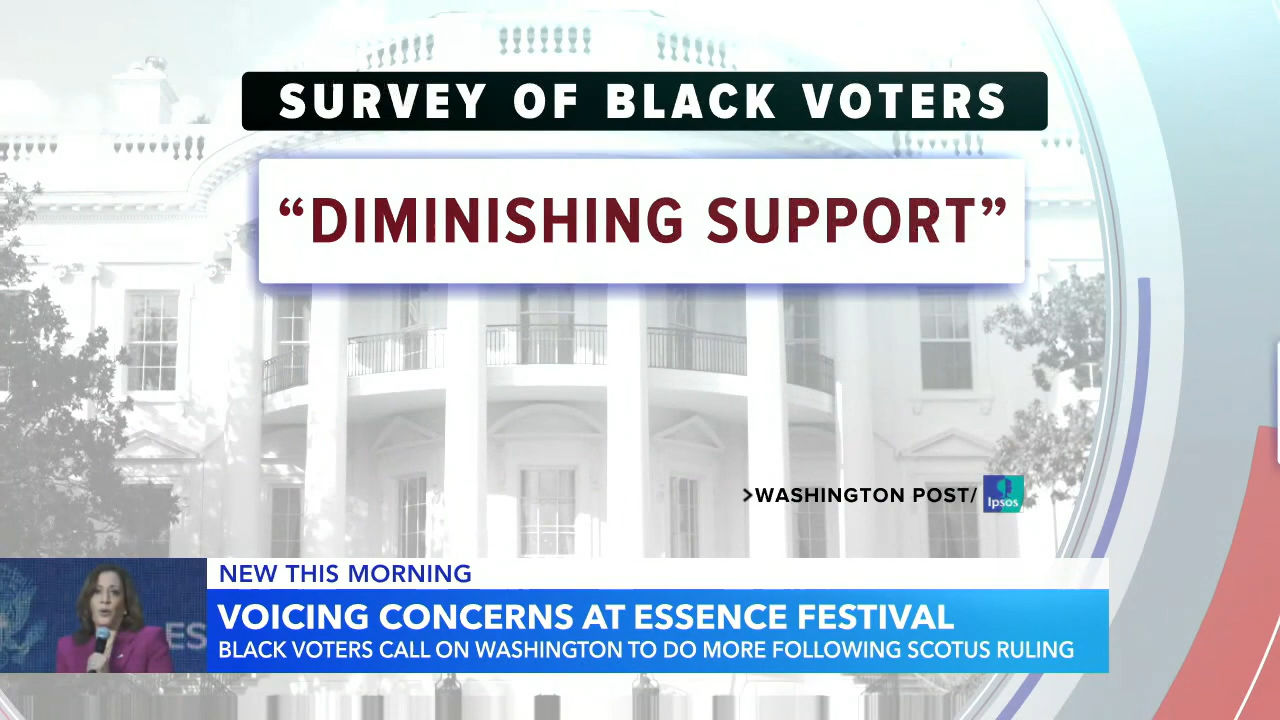 SURVEY OF BLACK VOTERS
“DIMINISHING SUPPORT”
>WASHINGTON POST/ Ipsos
NEW THIS MORNING
ES
VOICING CONCERNS AT ESSENCE FESTIVAL
BLACK VOTERS CALL ON WASHINGTON TO DO MORE FOLLOWING SCOTUS RULING